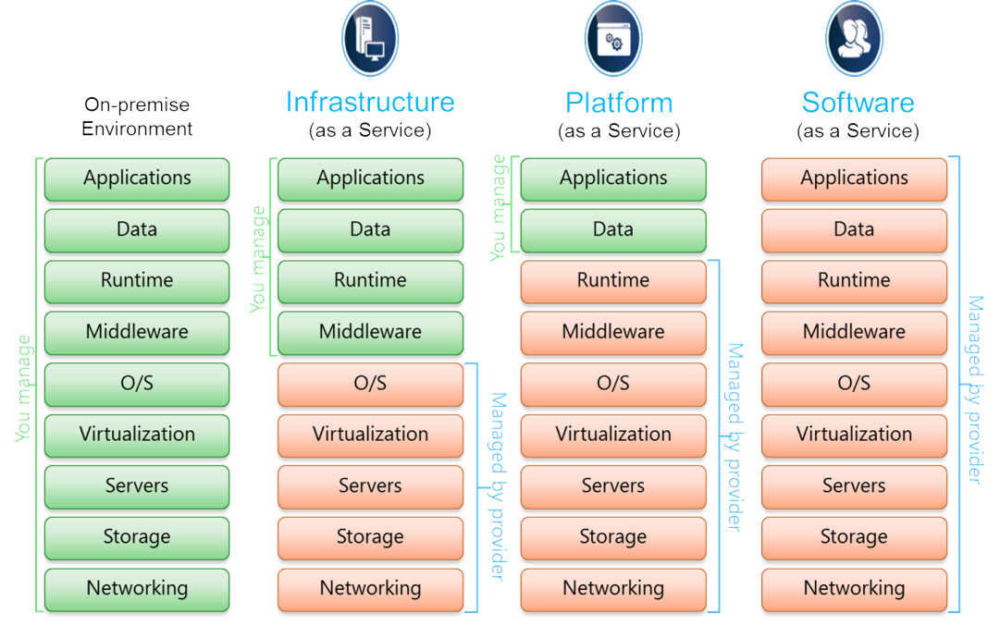 On-premise
Environment
You manage
Applications
Data
Runtime
Middleware
O/S
Virtualization
Servers
Storage
Networking
Infrastructure
(as a Service)
You manage
Applications
Data
Runtime
Middleware
O/S
Virtualization
Servers
Storage
Networking
Managed by provider
Platform
(as a Service)
You manage
Applications
Data
Runtime
Middleware
O/S
Virtualization
Servers
Storage
Networking
Managed by provider
Software
(as a Service)
Applications
Data
Runtime
Middleware
O/S
Virtualization
Servers
Storage
Networking
Managed by provider